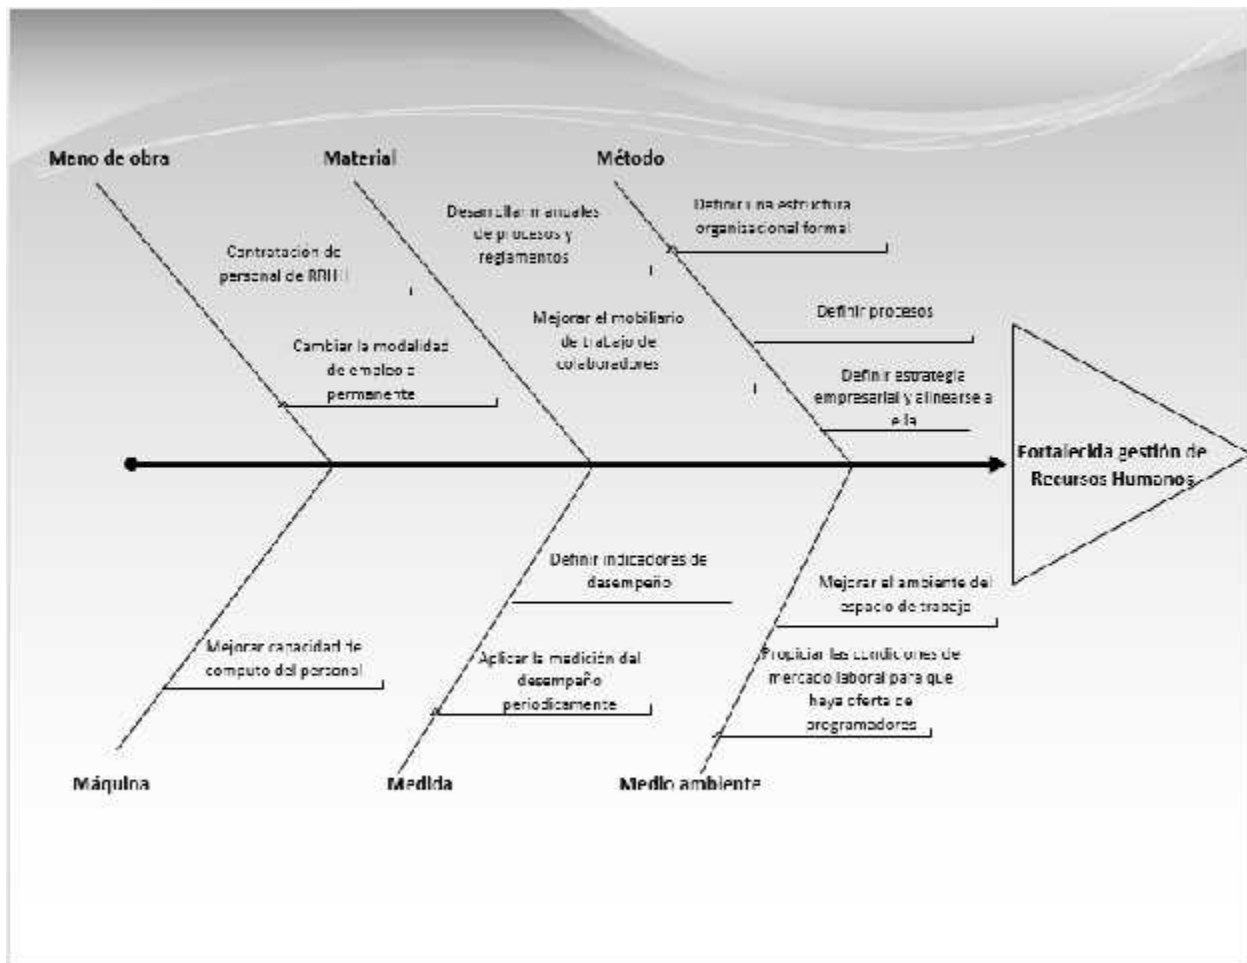 Mano de obra
Material
Método
Contratación de
personal de RRHH
Cambiar la modalidad
de empleo a
permanente
Desarrollar manuales
de procesos y
reglamentos
Mejorar el mobiliario
de trabajo de
colaboradores
Definir una estructura
organizacional formal
Definir procesos
Definir estrategia
empresarial y alinearse a
ella
Fortalecida gestión de
Recursos Humanos
Mejorar capacidad de
computo del personal
Definir indicadores de
desempeño
Aplicar la medición del
desempeño
periodicamente
Mejorar el ambiente del
espacio de trabajo
Propiciar las condiciones de
mercado laboral para que
haya oferta de
programadores
Máquina
Medida
Medio ambiente